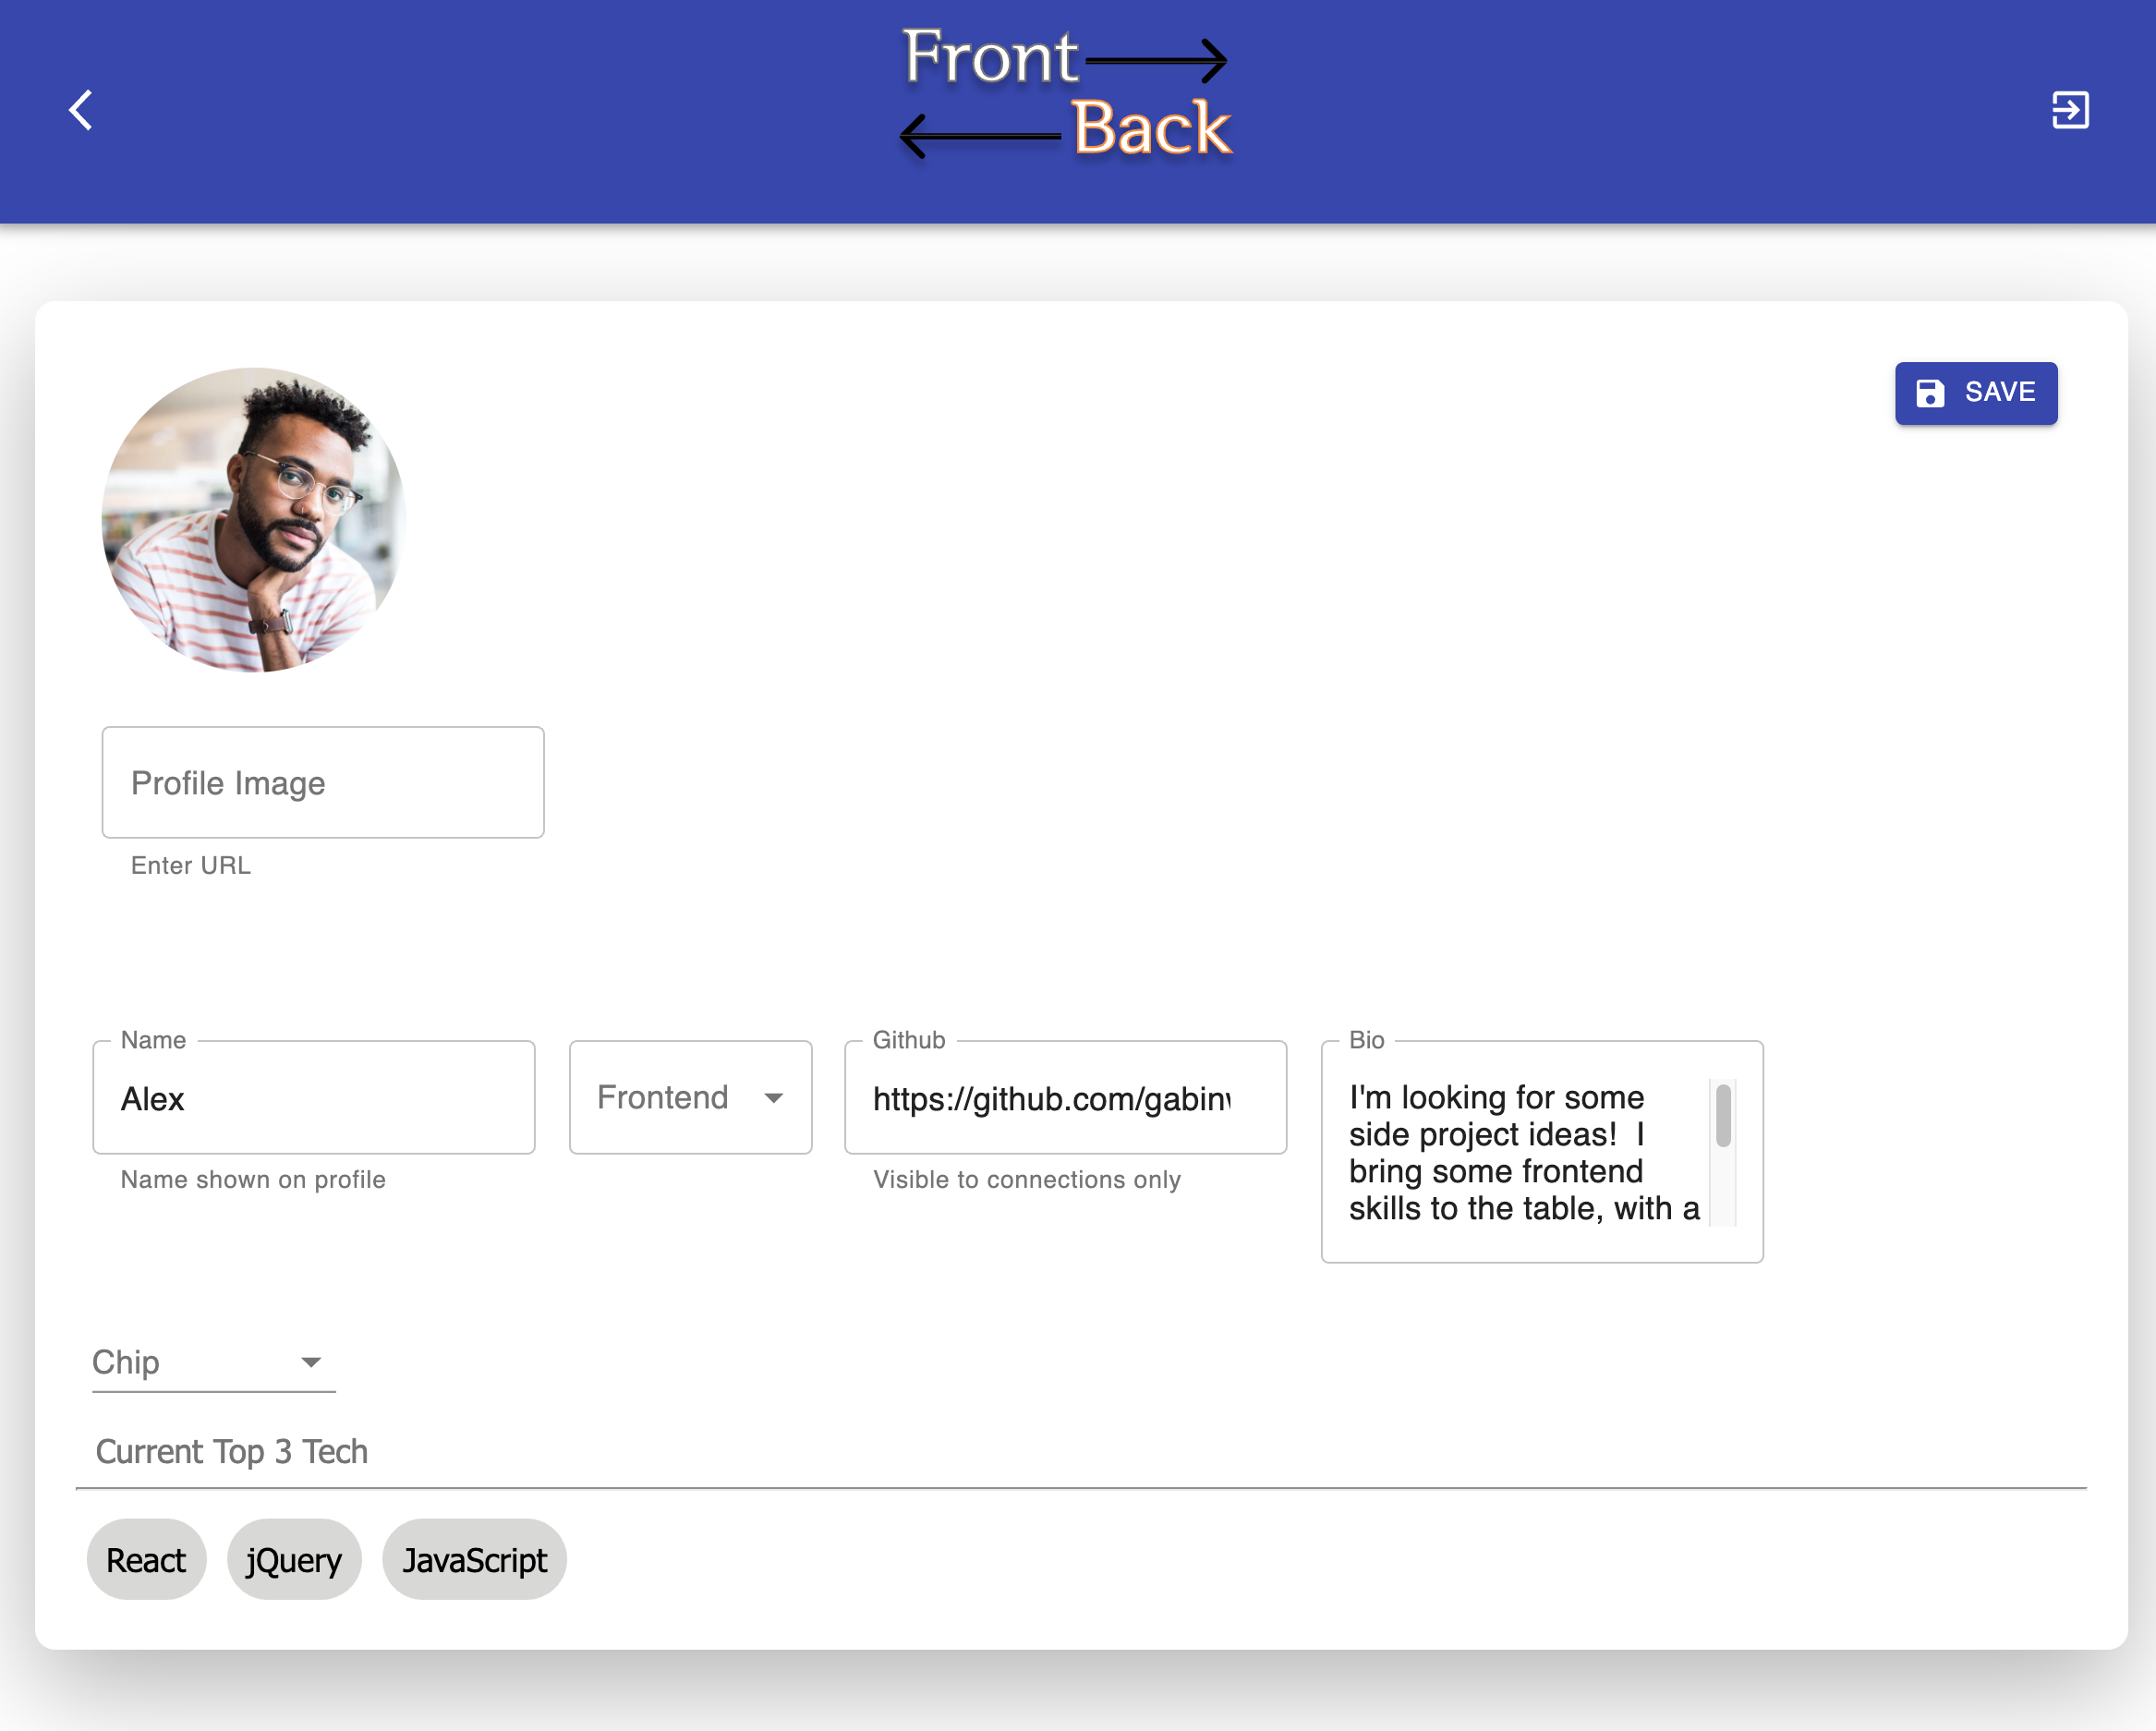 Front
Back
SAVE
Profile Image
Enter URL
Name
Alex
Name shown on profile
Frontend
Github
https://github.com/gabin
Visible to connections only
Bio
I'm looking for some
side project ideas!  I
bring some frontend
skills to the table, with a
Chip
Current Top 3 Tech
React
jQuery
JavaScript